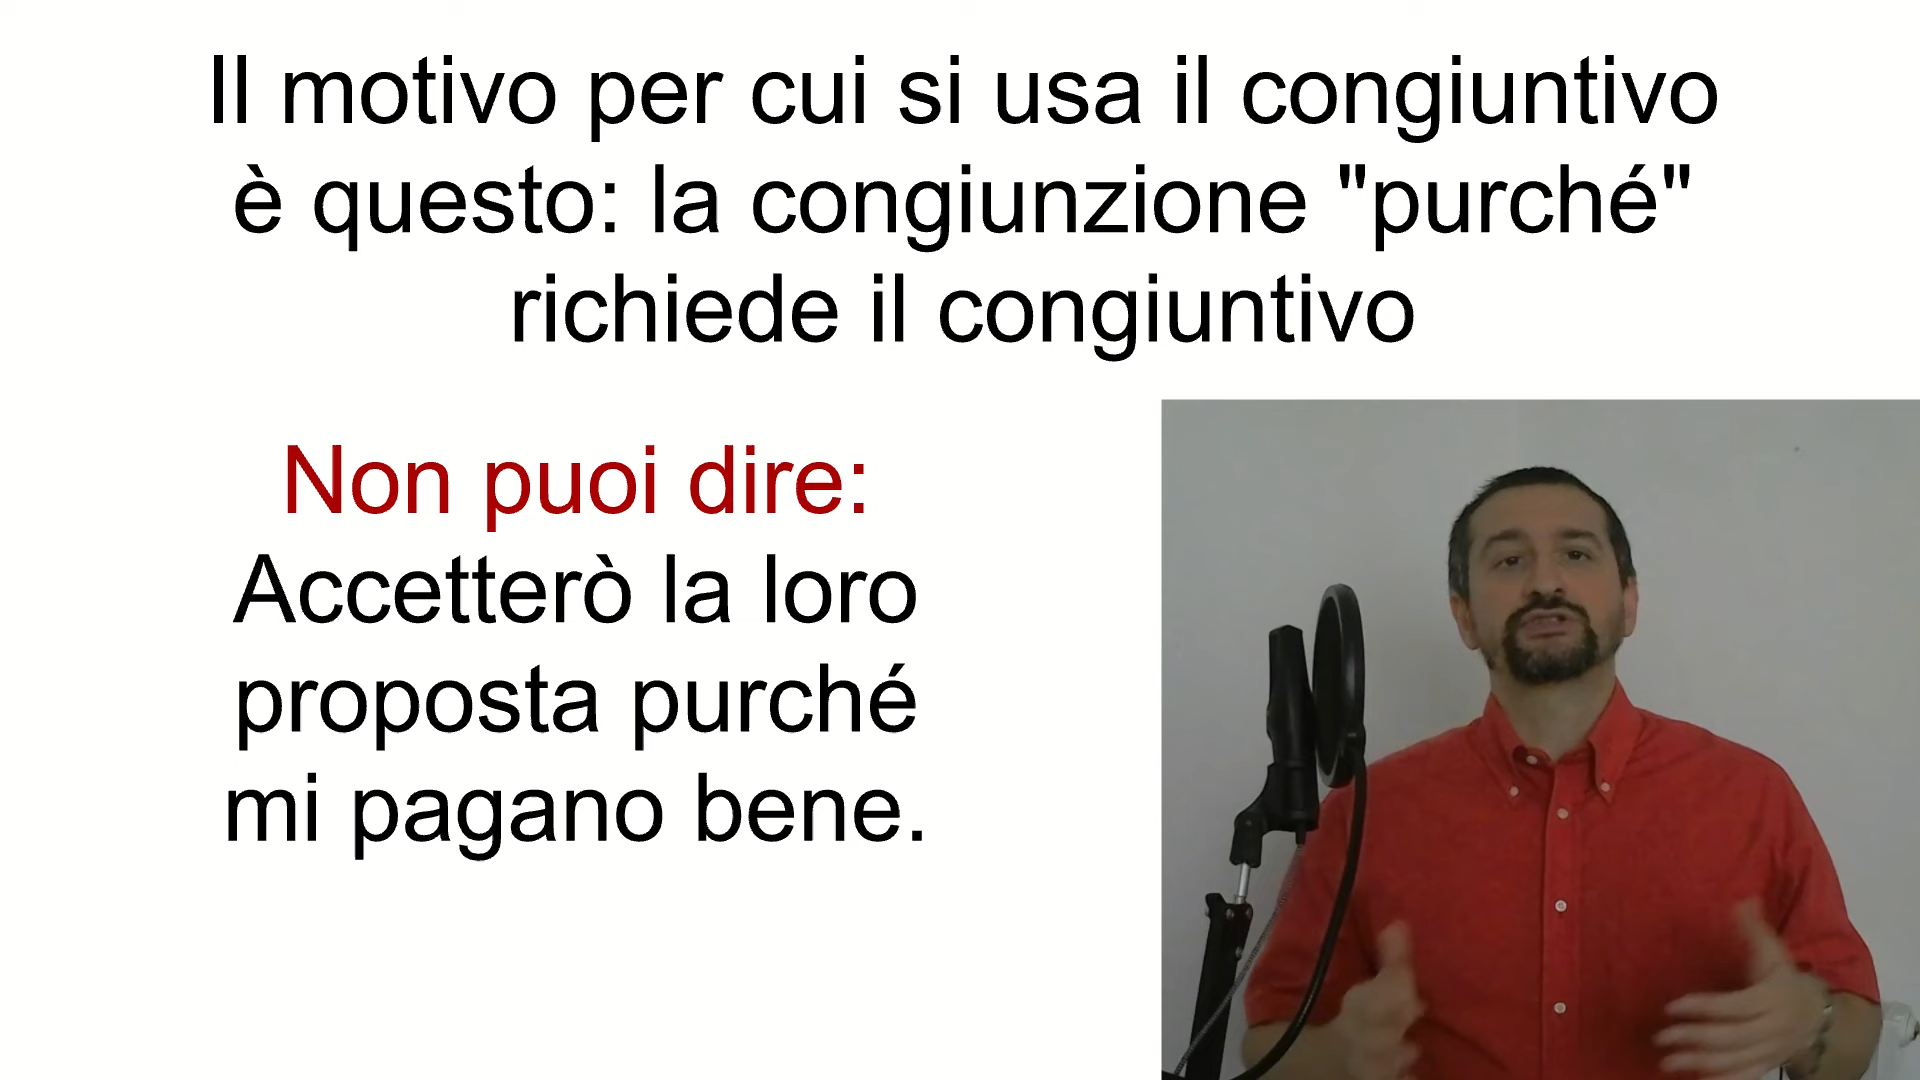 Il motivo per cui si usa il congiuntivo
è questo: la congiunzione "purché"
richiede il congiuntivo
Non puoi dire:
Accetterò la loro
proposta purché
mi pagano bene.